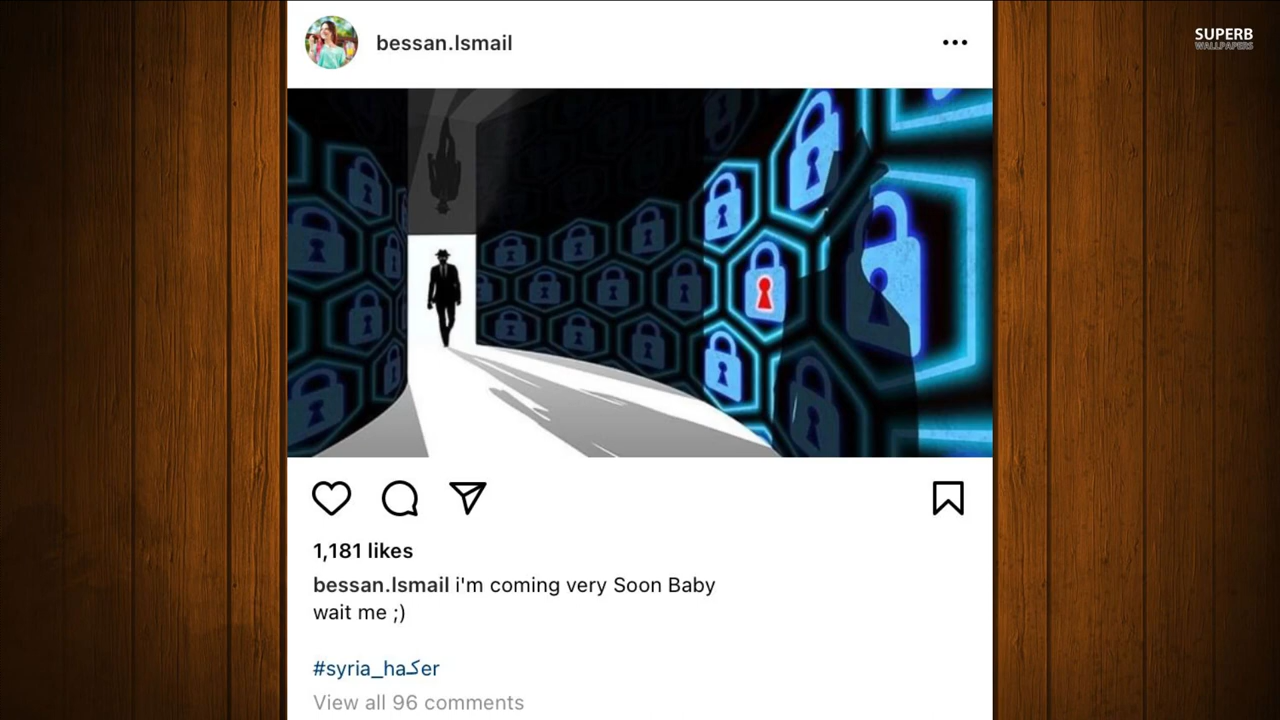 bessan.Ismail
SUPERB
WALLPAPERS
1,181 likes
bessan.Ismail i'm coming very Soon Baby
wait me ;)
#syria_haکer
View all 96 comments